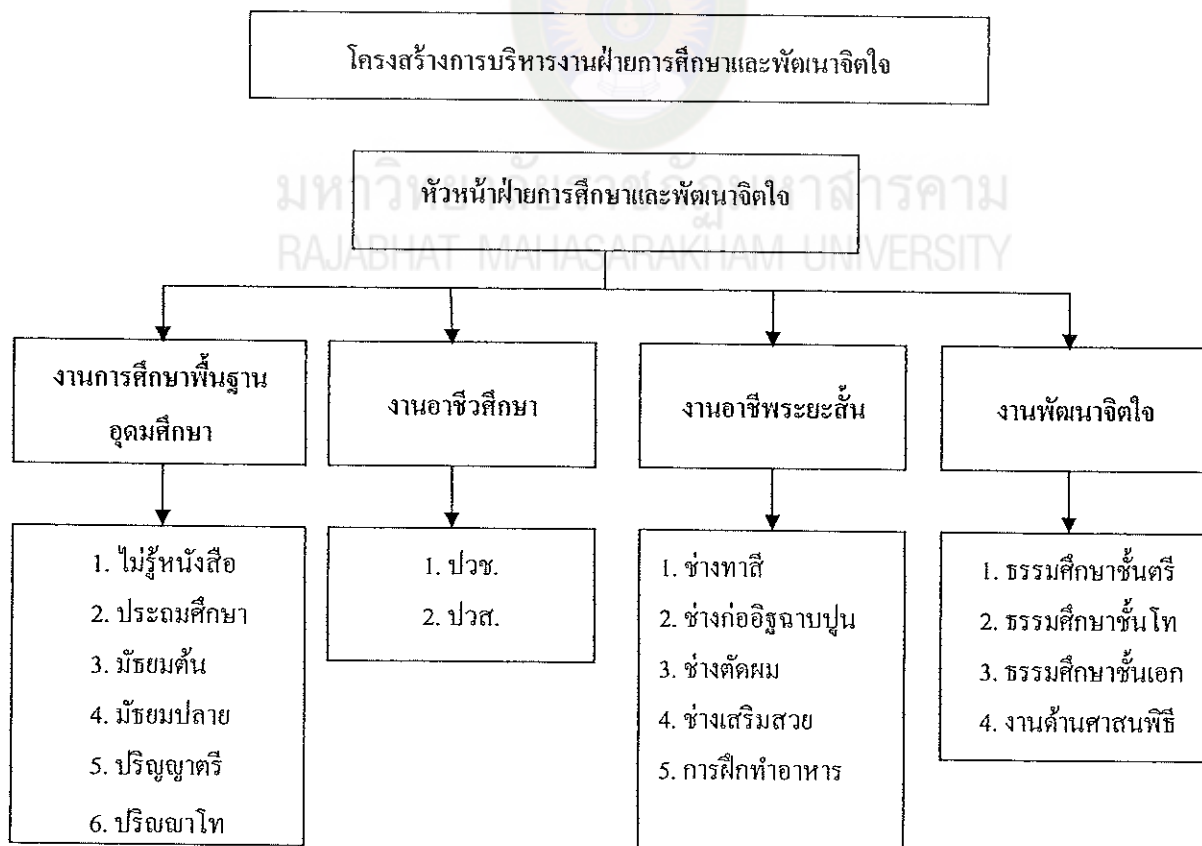 โครงสร้างการบริหารงานฝ่ายการศึกษาและพัฒนาจิตใจ
มหาวิทยาลัยราชภัฏมหาสารคาม
RAJABHAT MAHASARAKHAM UNIVERSITY
หัวหน้าฝ่ายการศึกษาและพัฒนาจิตใจ
งานการศึกษาพื้นฐาน
อุดมศึกษา
งานอาชีวศึกษา
งานอาชีพระยะสั้น
งานพัฒนาจิตใจ
1. ไม่รู้หนังสือ
2. ประถมศึกษา
3. มัธยมต้น
4. มัธยมปลาย
5. ปริญญาตรี
6. ปริญญาโท
1. ปวช.
2. ปวส.
1. ช่างทาสี
2. ช่างก่ออิฐฉาบปูน
3. ช่างตัดผม
4. ช่างเสริมสวย
5. การฝึกทำอาหาร
1. ธรรมศึกษาชั้นตรี
2. ธรรมศึกษาชั้นโท
3. ธรรมศึกษาชั้นเอก
4. งานด้านศาสนพิธี